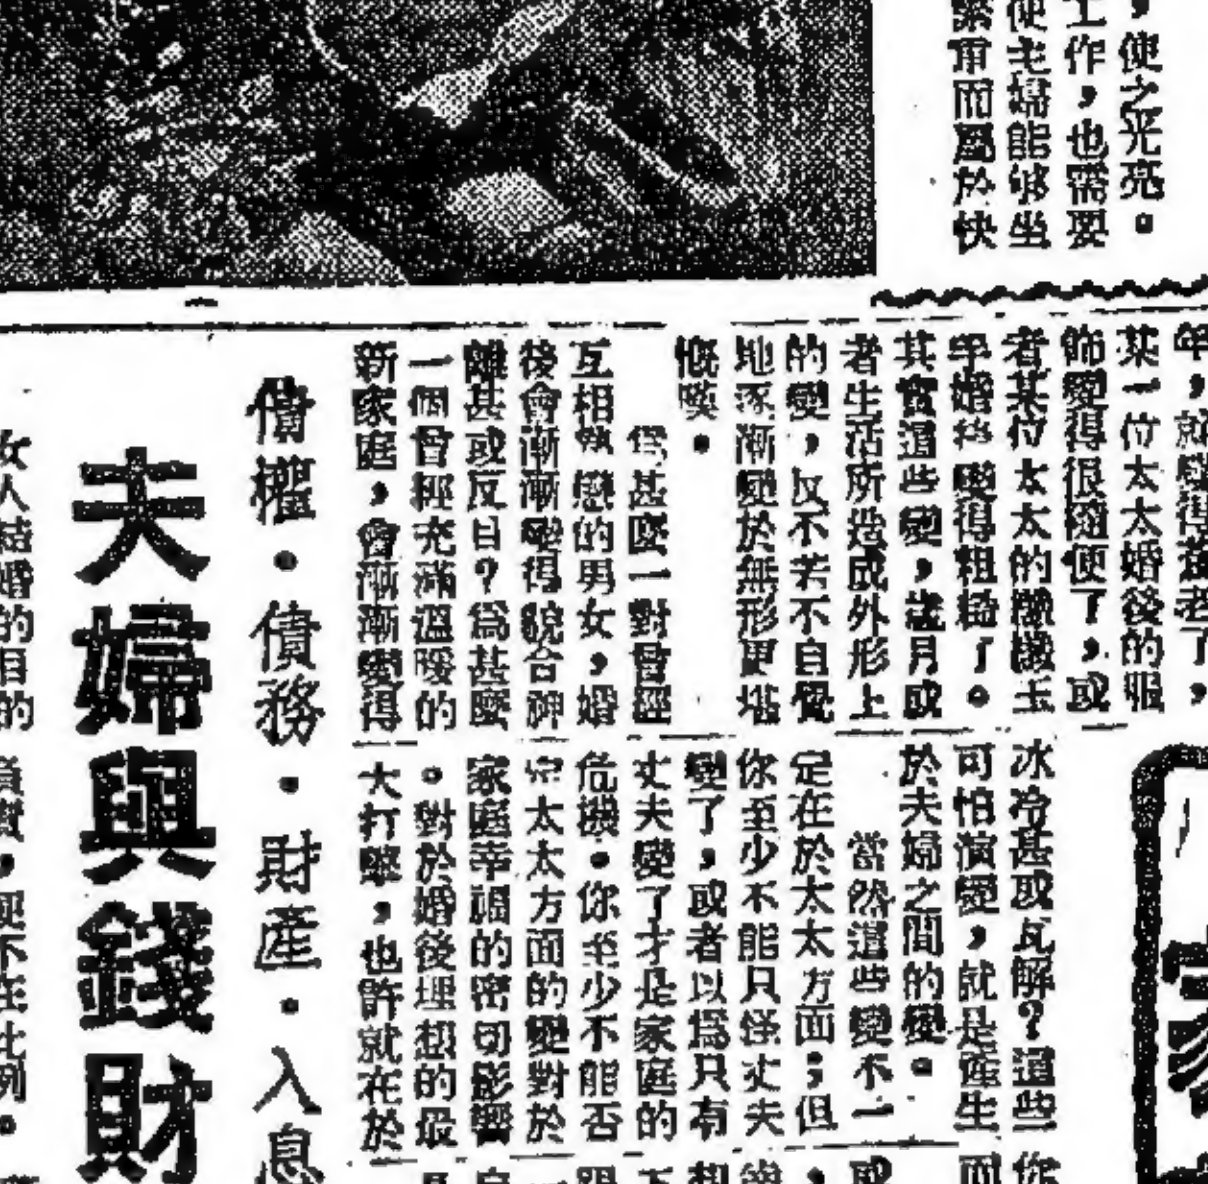 ，使之光亮。
工作，也需要
使主婦能够坐
緊甭而屬於快
年，就變得蒼老了，
某一位太太婚後的服
飾變得很隨便了，或
者某位太太的嫩嫩玉
手婚後變得粗糙了。
其實這些變，歲月或
者生活所造成外形上
的變，反不若不自覺
地逐漸變於無形更堪
慨嘆。
爲甚麼一對曾經
互相熱戀的男女，婚
後會漸漸變得貌合神
離甚或反目？爲甚麼
一個曾經充滿溫暖的
新家庭，會漸漸變得
冰冷甚或瓦解？這些
可怕演變，就是產生
於夫婦之間的變。
當然這些變不一
定在於太太方面；但
你至少不能只怪丈夫
變了，或者以爲只有
丈夫變了才是家庭的
危機。你至少不能否
定太太方面的變對於
家庭幸福的密切影響
。對於婚後理想的最
大打擊，也許就在於
債權・債務・財產・入息
夫婦與錢財
女人結婚的目的
，便不在此例。